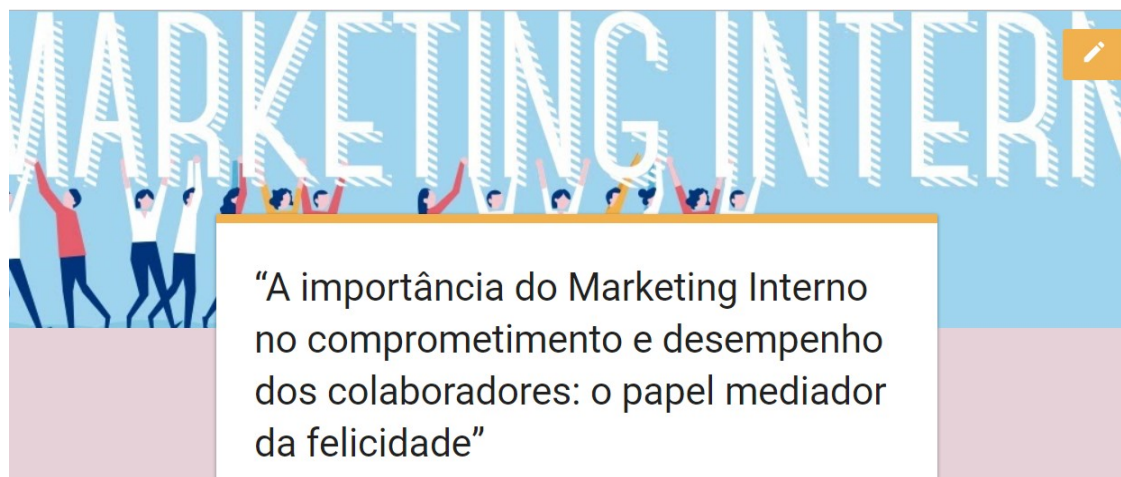 MARKETING INTERN
“A importância do Marketing Interno
no comprometimento e desempenho
dos colaboradores: o papel mediador
da felicidade”